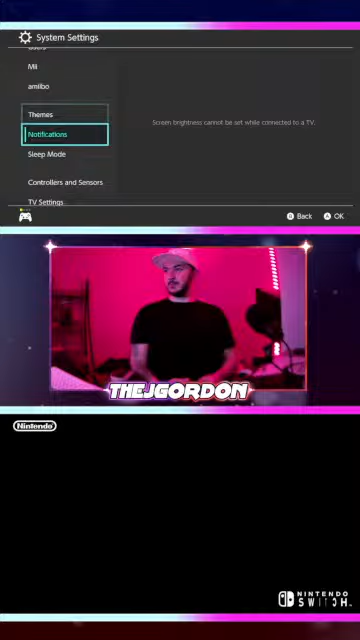 System Settings
Users
Mii
amiibo
Themes
Screen brightness cannot be set while connected to a TV.
Notifications
Sleep Mode
Controllers and Sensors
TV Settings
B Back A OK
THEJGORDON
Nintendo
NINTENDO
SWITCH